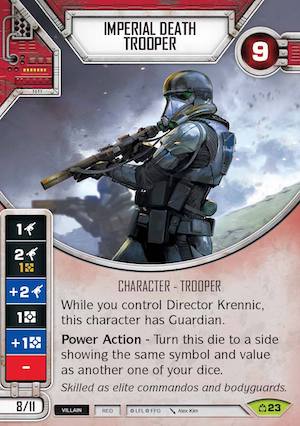 IMPERIAL DEATH
TROOPER
9
1
2
1
+2
1
+1
-
CHARACTER - TROOPER
While you control Director Krennic,
this character has Guardian.
Power Action - Turn this die to a side
showing the same symbol and value
as another one of your dice.
Skilled as elite commandos and bodyguards.
8/11
VILLAIN
RED
© LFL © FFG
Alex Kim
23